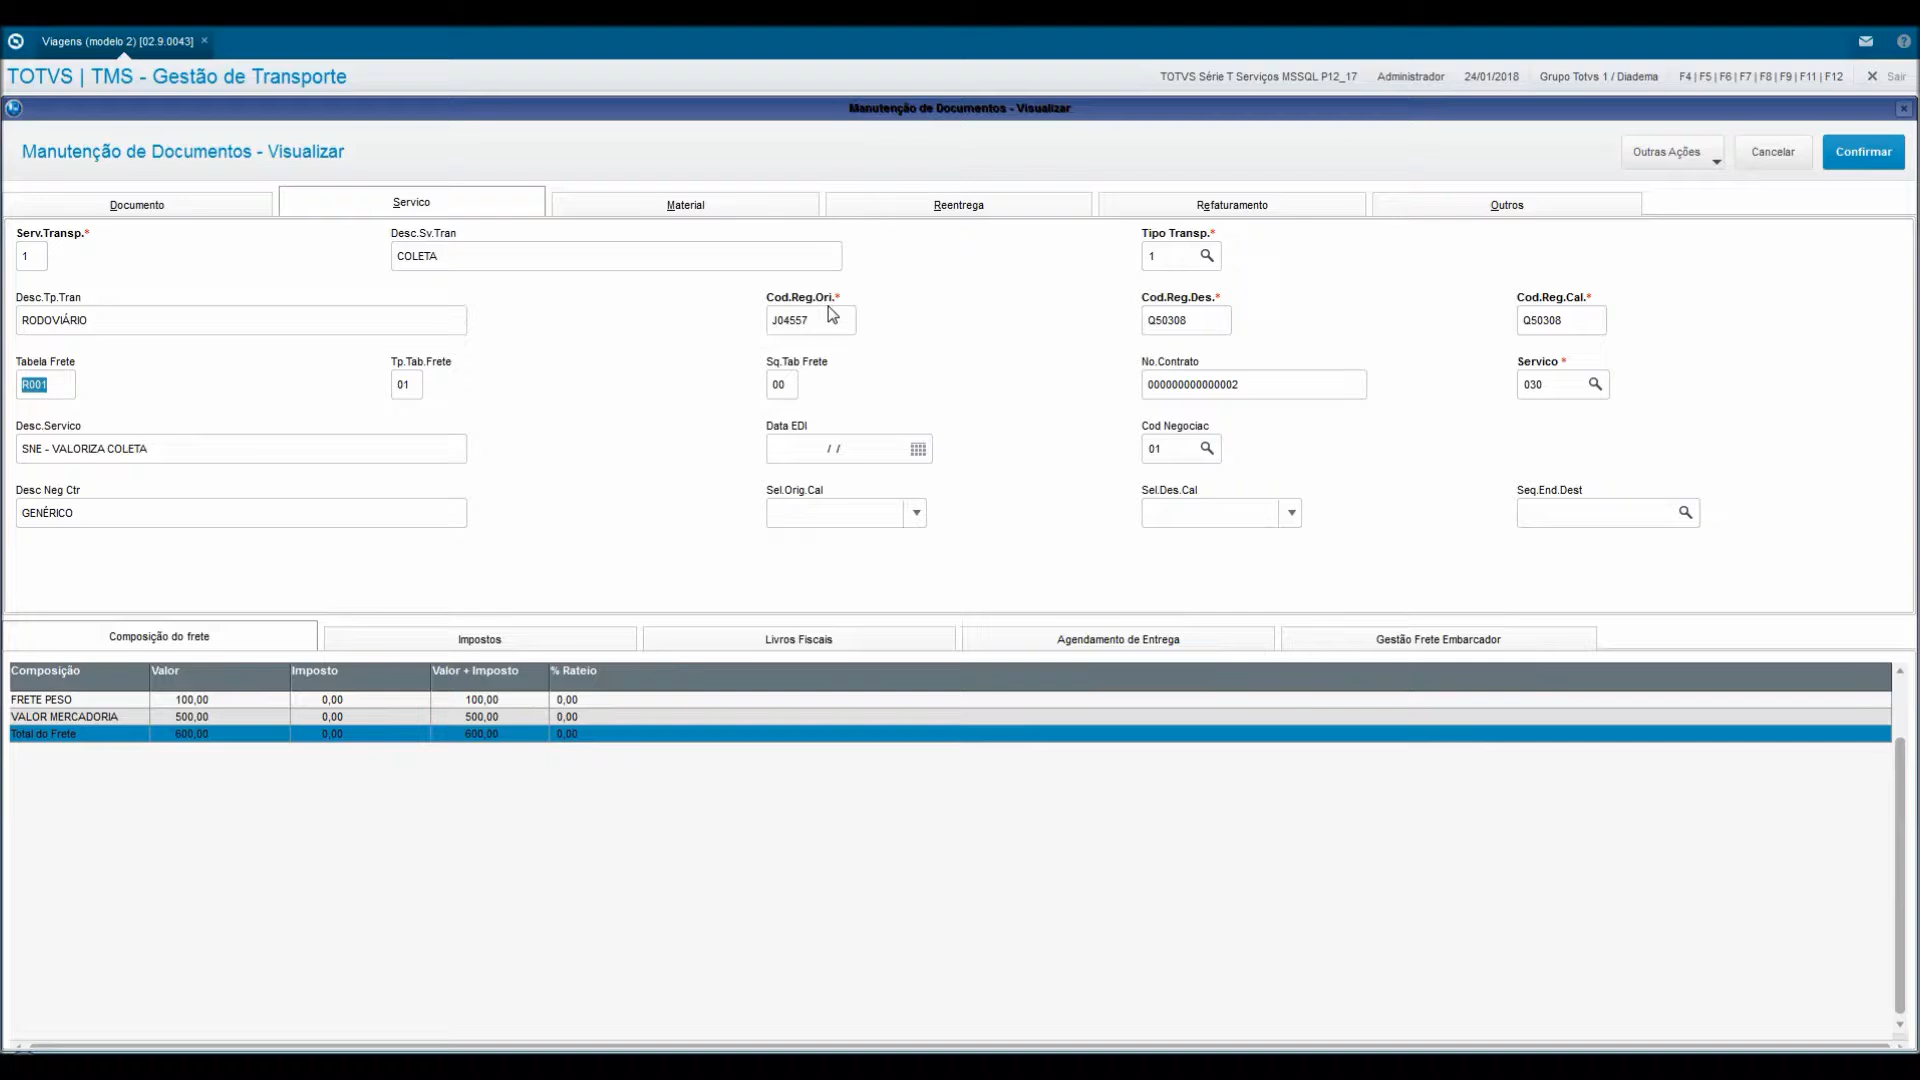 Viagens (modelo 2) [02.9.0043] ×
TOTVS | TMS - Gestão de Transporte
TOTVS Série T Serviços MSSQL P12_17 Administrador 24/01/2018 Grupo Totvs 1 / Diadema F4 | F5 | F6 | F7 | F8 | F9 | F11 | F12 Sair
Manutenção de Documentos - Visualizar
Manutenção de Documentos - Visualizar
Outras Ações Cancelar Confirmar
Documento Servico Material Reentrega Refaturamento Outros
Serv.Transp.* Desc.Sv.Tran Tipo Transp.*
1 COLETA 1
Desc.Tp.Tran Cod.Reg.Ori.* Cod.Reg.Des.* Cod.Reg.Cal.*
RODOVIÁRIO J04557 Q50308 Q50308
Tabela Frete Tp.Tab.Frete Sq.Tab Frete No.Contrato Servico *
R001 01 00 000000000000002 030
Desc.Servico Data EDI Cod Negociac
SNE - VALORIZA COLETA / / 01
Desc Neg Ctr Sel.Orig.Cal Sel.Des.Cal Seq.End.Dest
GENÉRICO
Composição do frete Impostos Livros Fiscais Agendamento de Entrega Gestão Frete Embarcador
Composição Valor Imposto Valor + Imposto % Rateio
FRETE PESO 100,00 0,00 100,00 0,00
VALOR MERCADORIA 500,00 0,00 500,00 0,00
Total do Frete 600,00 0,00 600,00 0,00